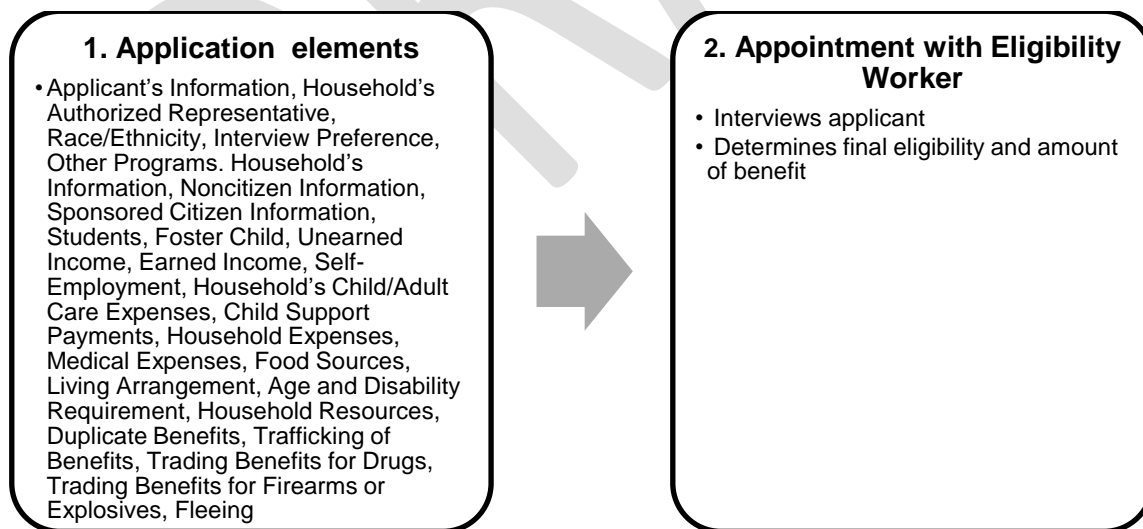 1. Application elements
• Applicant's Information, Household's
Authorized Representative,
Race/Ethnicity, Interview Preference,
Other Programs. Household's
Information, Noncitizen Information,
Sponsored Citizen Information,
Students, Foster Child, Unearned
Income, Earned Income, Self-
Employment, Household's Child/Adult
Care Expenses, Child Support
Payments, Household Expenses,
Medical Expenses, Food Sources,
Living Arrangement, Age and Disability
Requirement, Household Resources,
Duplicate Benefits, Trafficking of
Benefits, Trading Benefits for Drugs,
Trading Benefits for Firearms or
Explosives, Fleeing
2. Appointment with Eligibility
Worker
• Interviews applicant
• Determines final eligibility and amount
of benefit